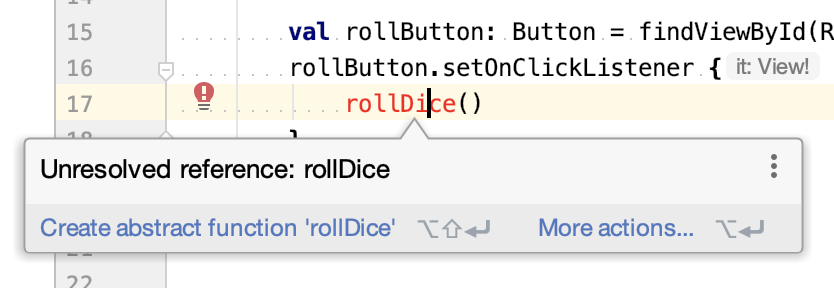 14
15 val rollButton: Button = findViewById(R
16 rollButton.setOnClickListener { it: View!
17 rollDice()
18 }
Unresolved reference: rollDice
Create abstract function 'rollDice' ⌥⇧↵ More actions... ⌥↵
21
22